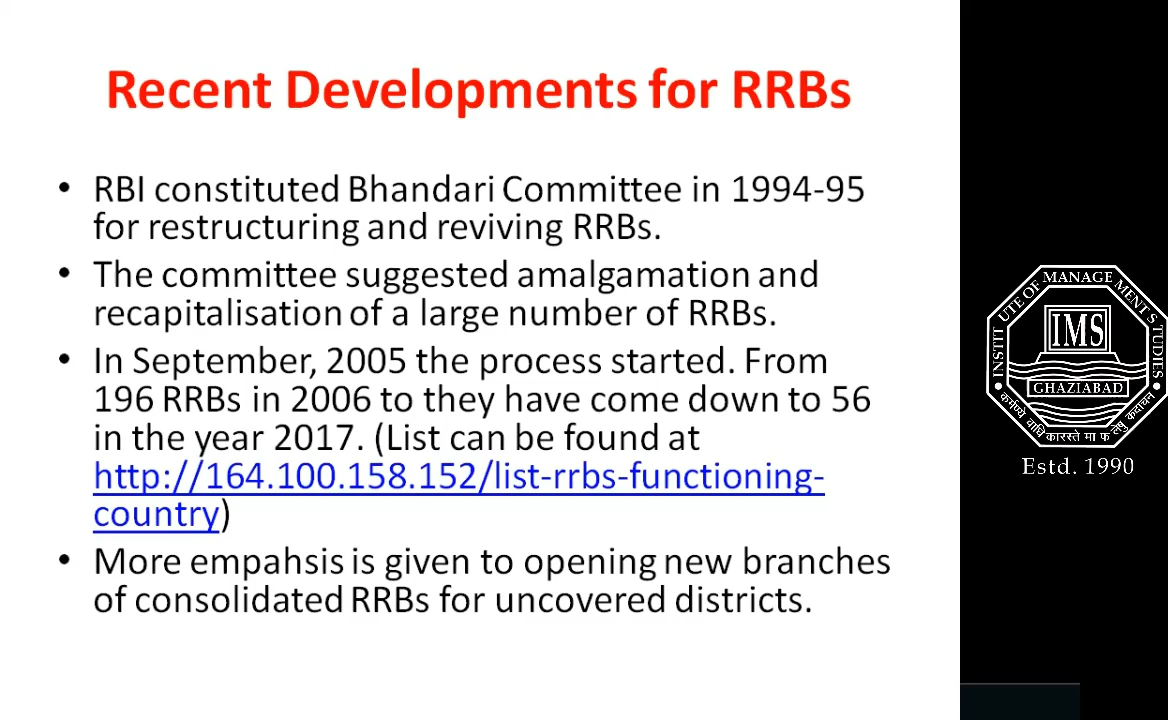 Recent Developments for RRBs
• RBI constituted Bhandari Committee in 1994-95
for restructuring and reviving RRBs.
• The committee suggested amalgamation and
recapitalisation of a large number of RRBs.
• In September, 2005 the process started. From
196 RRBs in 2006 to they have come down to 56
in the year 2017. (List can be found at
http://164.100.158.152/list-rrbs-functioning-
country)
• More empahsis is given to opening new branches
of consolidated RRBs for uncovered districts.
INSTITUTE OF MANAGEMENT STUDIES
IMS
GHAZIABAD
Estd. 1990